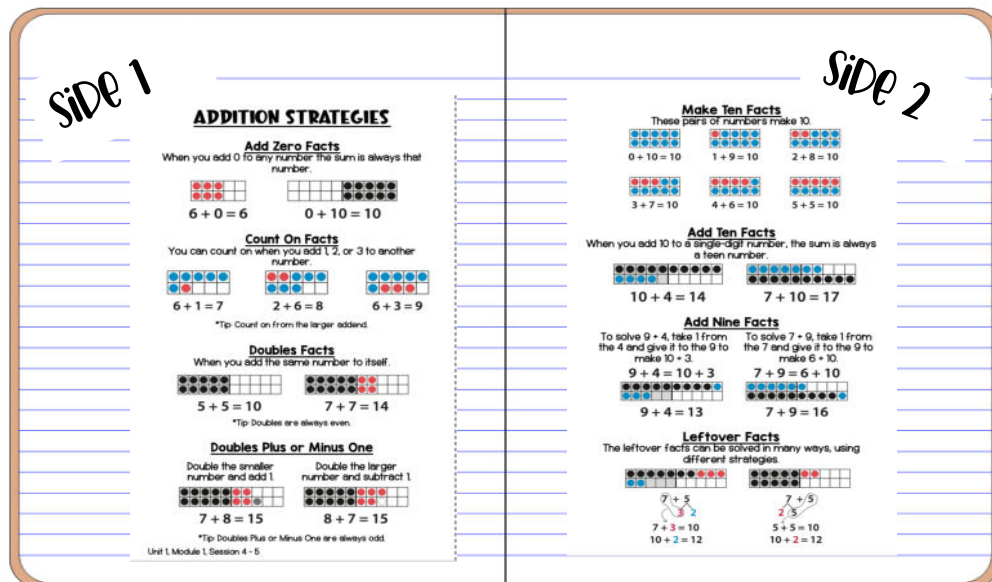 SiDE 1
ADDITION STRATEGIES
Add Zero Facts
When you add 0 to any number the sum is always that
number.
6 + 0 = 6
0 + 10 = 10
Count On Facts
You can count on when you add 1, 2, or 3 to another
number.
6 + 1 = 7
2 + 6 = 8
6 + 3 = 9
*Tip: Count on from the larger addend.
Doubles Facts
When you add the same number to itself.
5 + 5 = 10
7 + 7 = 14
*Tip: Doubles are always even.
Doubles Plus or Minus One
Double the smaller
number and add 1.
7 + 8 = 15
Double the larger
number and subtract 1.
8 + 7 = 15
*Tip: Doubles Plus or Minus One are always odd.
Unit 1, Module 1, Session 4 - 5
SiDE 2
Make Ten Facts
These pairs of numbers make 10.
0 + 10 = 10
1 + 9 = 10
2 + 8 = 10
3 + 7 = 10
4 + 6 = 10
5 + 5 = 10
Add Ten Facts
When you add 10 to a single-digit number, the sum is always
a teen number.
10 + 4 = 14
7 + 10 = 17
Add Nine Facts
To solve 9 + 4, take 1 from
the 4 and give it to the 9 to
make 10 + 3.
9 + 4 = 10 + 3
9 + 4 = 13
To solve 7 + 9, take 1 from
the 7 and give it to the 9 to
make 6 + 10.
7 + 9 = 6 + 10
7 + 9 = 16
Leftover Facts
The leftover facts can be solved in many ways, using
different strategies.
7 + 5
3 2
7 + 3 = 10
10 + 2 = 12
7 + 5
2 5
5 + 5 = 10
10 + 2 = 12